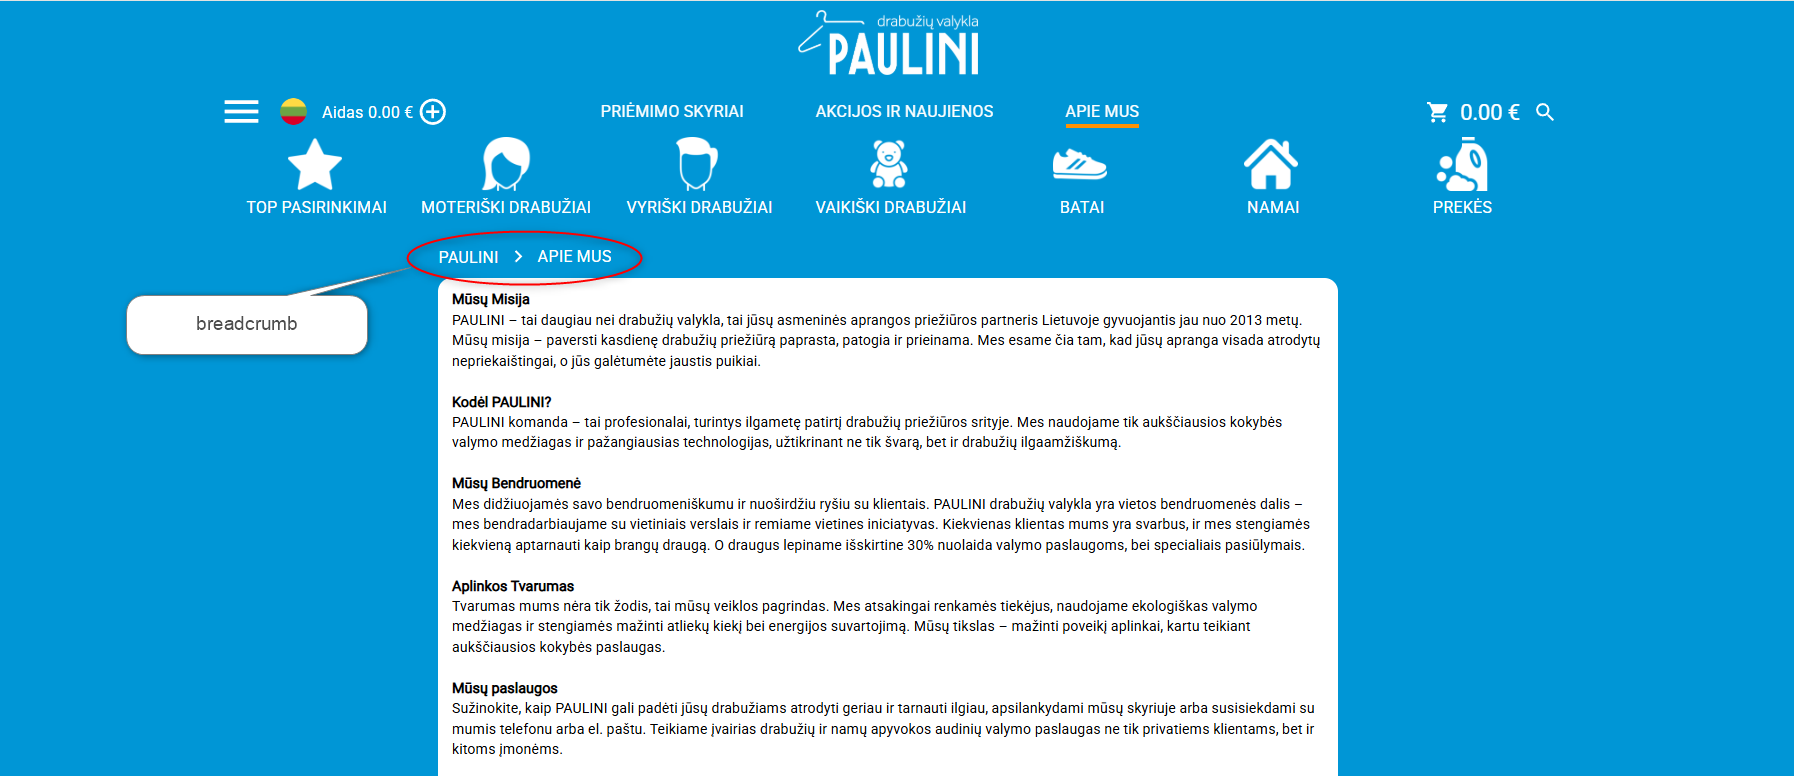 drabužių valykla
PAULINI
Aidas 0.00 €
PRIĖMIMO SKYRIAI
AKCIJOS IR NAUJIENOS
APIE MUS
0.00 €
TOP PASIRINKIMAI
MOTERIŠKI DRABUŽIAI
VYRIŠKI DRABUŽIAI
VAIKIŠKI DRABUŽIAI
BATAI
NAMAI
PREKĖS
PAULINI > APIE MUS
breadcrumb
Mūsų Misija
PAULINI – tai daugiau nei drabužių valykla, tai jūsų asmeninės aprangos priežiūros partneris Lietuvoje gyvuojantis jau nuo 2013 metų.
Mūsų misija – paversti kasdienę drabužių priežiūrą paprasta, patogia ir prieinama. Mes esame čia tam, kad jūsų apranga visada atrodytų
nepriekaištingai, o jūs galėtumėte jaustis puikiai.
Kodėl PAULINI?
PAULINI komanda – tai profesionalai, turintys ilgametę patirtį drabužių priežiūros srityje. Mes naudojame tik aukščiausios kokybės
valymo medžiagas ir pažangiausias technologijas, užtikrinant ne tik švarą, bet ir drabužių ilgaamžiškumą.
Mūsų Bendruomenė
Mes didžiuojamės savo bendruomeniškumu ir nuoširdžiu ryšiu su klientais. PAULINI drabužių valykla yra vietos bendruomenės dalis –
mes bendradarbiaujame su vietiniais verslais ir remiame vietines iniciatyvas. Kiekvienas klientas mums yra svarbus, ir mes stengiamės
kiekvieną aptarnauti kaip brangų draugą. O draugus lepiname išskirtine 30% nuolaida valymo paslaugoms, bei specialiais pasiūlymais.
Aplinkos Tvarumas
Tvarumas mums nėra tik žodis, tai mūsų veiklos pagrindas. Mes atsakingai renkamės tiekėjus, naudojame ekologiškas valymo
medžiagas ir stengiamės mažinti atliekų kiekį bei energijos suvartojimą. Mūsų tikslas – mažinti poveikį aplinkai, kartu teikiant
aukščiausios kokybės paslaugas.
Mūsų paslaugos
Sužinokite, kaip PAULINI gali padėti jūsų drabužiams atrodyti geriau ir tarnauti ilgiau, apsilankydami mūsų skyriuje arba susisiekdami su
mumis telefonu arba el. paštu. Teikiame įvairias drabužių ir namų apyvokos audinių valymo paslaugas ne tik privatiems klientams, bet ir
kitoms įmonėms.